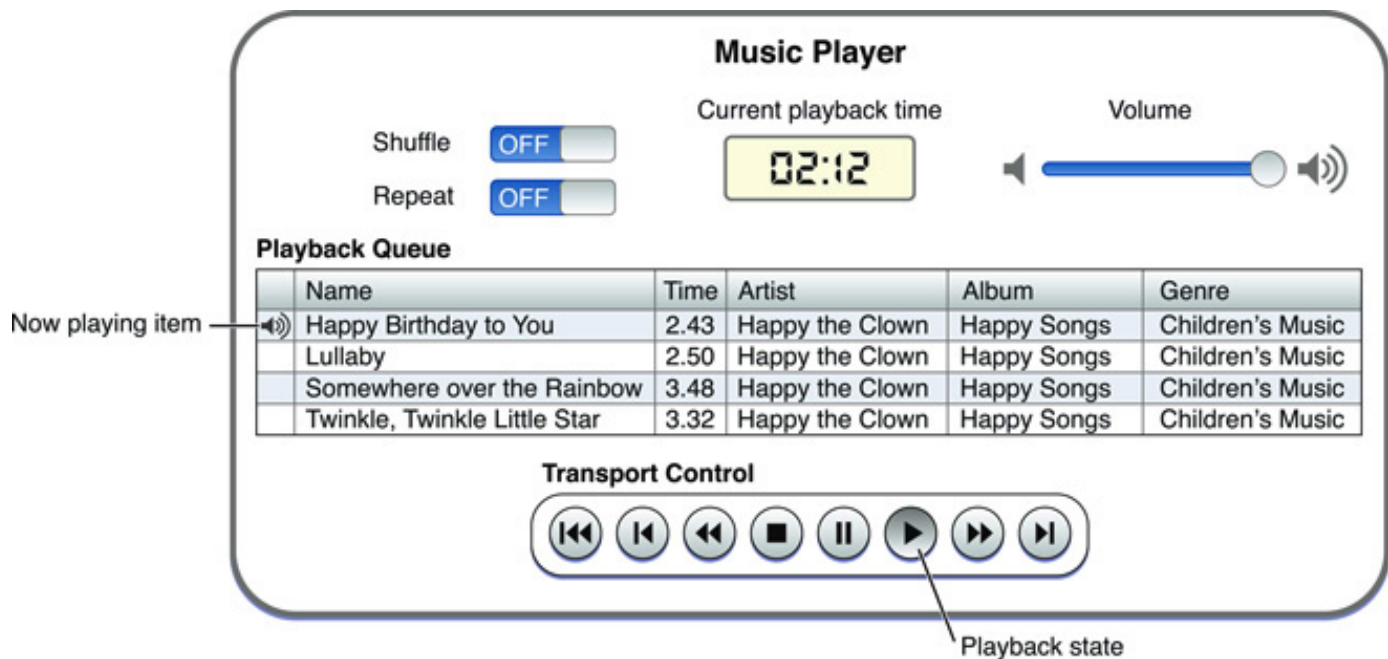 Music Player
Current playback time
Volume
Shuffle OFF
02:12
Repeat OFF
Playback Queue
Name Time Artist Album Genre
Now playing item
Happy Birthday to You 2.43 Happy the Clown Happy Songs Children's Music
Lullaby 2.50 Happy the Clown Happy Songs Children's Music
Somewhere over the Rainbow 3.48 Happy the Clown Happy Songs Children's Music
Twinkle, Twinkle Little Star 3.32 Happy the Clown Happy Songs Children's Music
Transport Control
Playback state